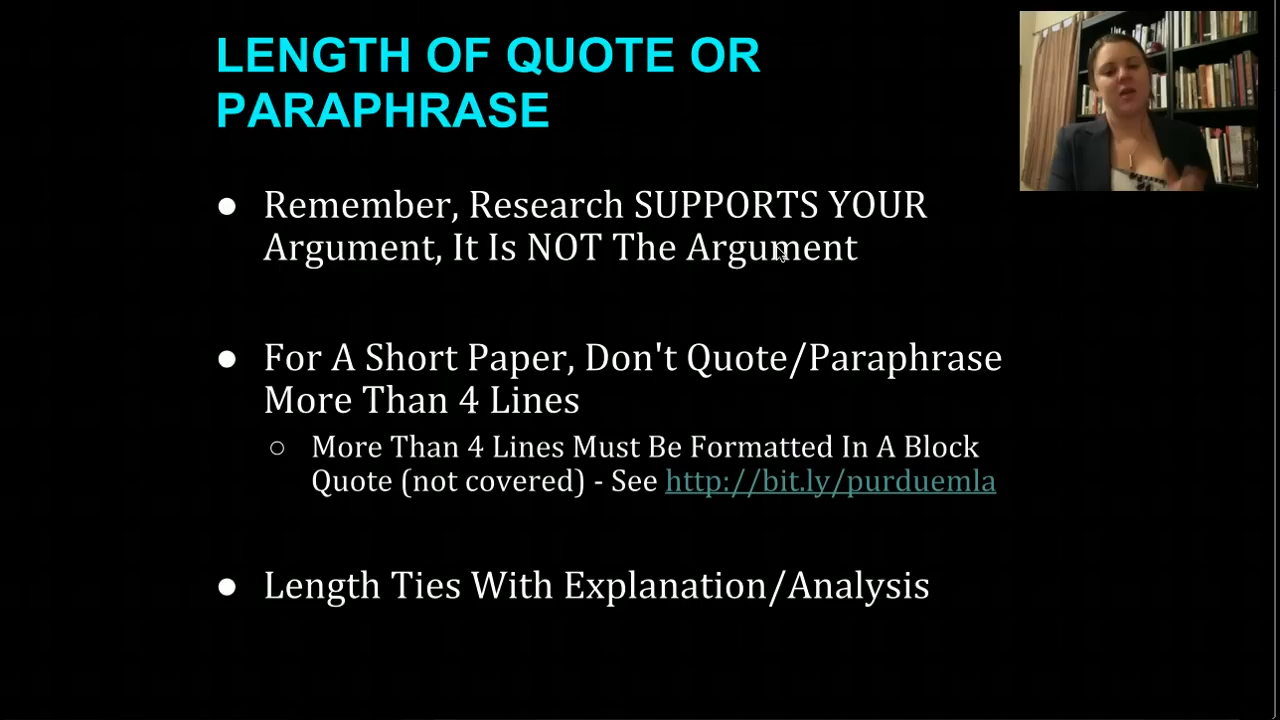 LENGTH OF QUOTE OR
PARAPHRASE
● Remember, Research SUPPORTS YOUR
Argument, It Is NOT The Argument
● For A Short Paper, Don't Quote/Paraphrase
More Than 4 Lines
○ More Than 4 Lines Must Be Formatted In A Block
Quote (not covered) - See http://bit.ly/purduemla
● Length Ties With Explanation/Analysis